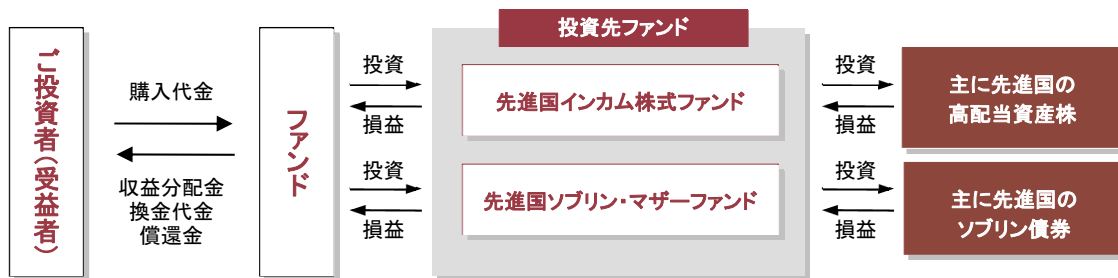 ご投資者(受益者)
購入代金
収益分配金
換金代金
償還金
ファンド
投資
損益
投資
損益
投資先ファンド
先進国インカム株式ファンド
先進国ソブリン・マザーファンド
投資
損益
投資
損益
主に先進国の
高配当資産株
主に先進国の
ソブリン債券